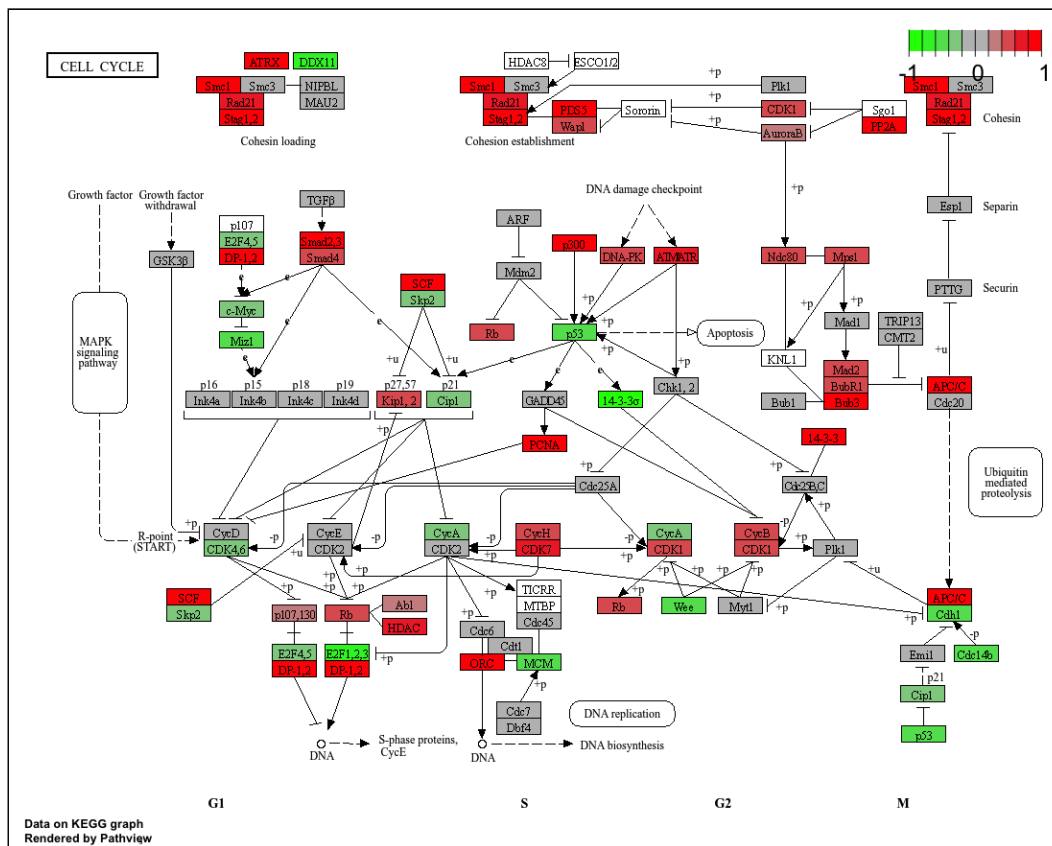 CELL CYCLE
-1 0 1
ATRX DDX11
Smc1 Smc3 NIPBL
Rad21 MAU2
Stag1,2
Cohesin loading
HDAC8 ESCO1/2
+p
Smc1 Smc3 Plk1
Rad21 PDS5 Sororin +p CDK1 Sgo1
Stag1,2 Wapl +p AuroraB PP2A
Cohesion establishment
Smc1 Smc3
Rad21
Stag1,2
Cohesin
Growth factor
Growth factor
withdrawal
TGFβ
DNA damage checkpoint
+p
Esp1 Separin
p107
E2F4,5
DP-1,2
GSK3β
Smad2,3
Smad4
ARF
Mdm2
p300
DNA-PK
ATM/ATR
Ndc80 Mps1
PTTG Securin
e e
c-Myc
Miz1
e e
SCF
Skp2
+u +u
Rb
p53
+p +p +p +p
Apoptosis
+p +p
Mad1
TRIP13
CMT2
KNL1
+u
MAPK
signaling
pathway
p16 p15 p18 p19 p27,57 p21
Ink4a Ink4b Ink4c Ink4d Kip1, 2 Cip1
e e e
GADD45 14-3-3σ
Chk1, 2
Mad2
BubR1
Bub1 Bub3
APC/C
Cdc20
+p
PCNA
14-3-3
+p +p
Cdc25A
Cdc25B,C
Ubiquitin
mediated
proteolysis
R-point
(START)
+p
CycD CycE CycA CycH CycA CycB
CDK4,6 CDK2 CDK2 CDK7 CDK1 CDK1 Plk1
-p -p -p +p +p +p -p +p +p
+u
SCF
Skp2
+p +p +p
p107,130
Rb
Abl
HDAC
TICRR
MTBP
Cdc45
+p
Rb
+p
Wee
+p
Myt1
+p
+u
APC/C
Cdh1
+p
-p
Cdc6
Cdt1
E2F4,5
DP-1,2
E2F1,2,3
DP-1,2
+p
ORC MCM
+p
Emi1 Cdc14b
p21
Cip1
Cdc7
Dbf4
DNA replication
p53
DNA
S-phase proteins,
CycE
DNA
DNA biosynthesis
G1 S G2 M
Data on KEGG graph
Rendered by Pathview